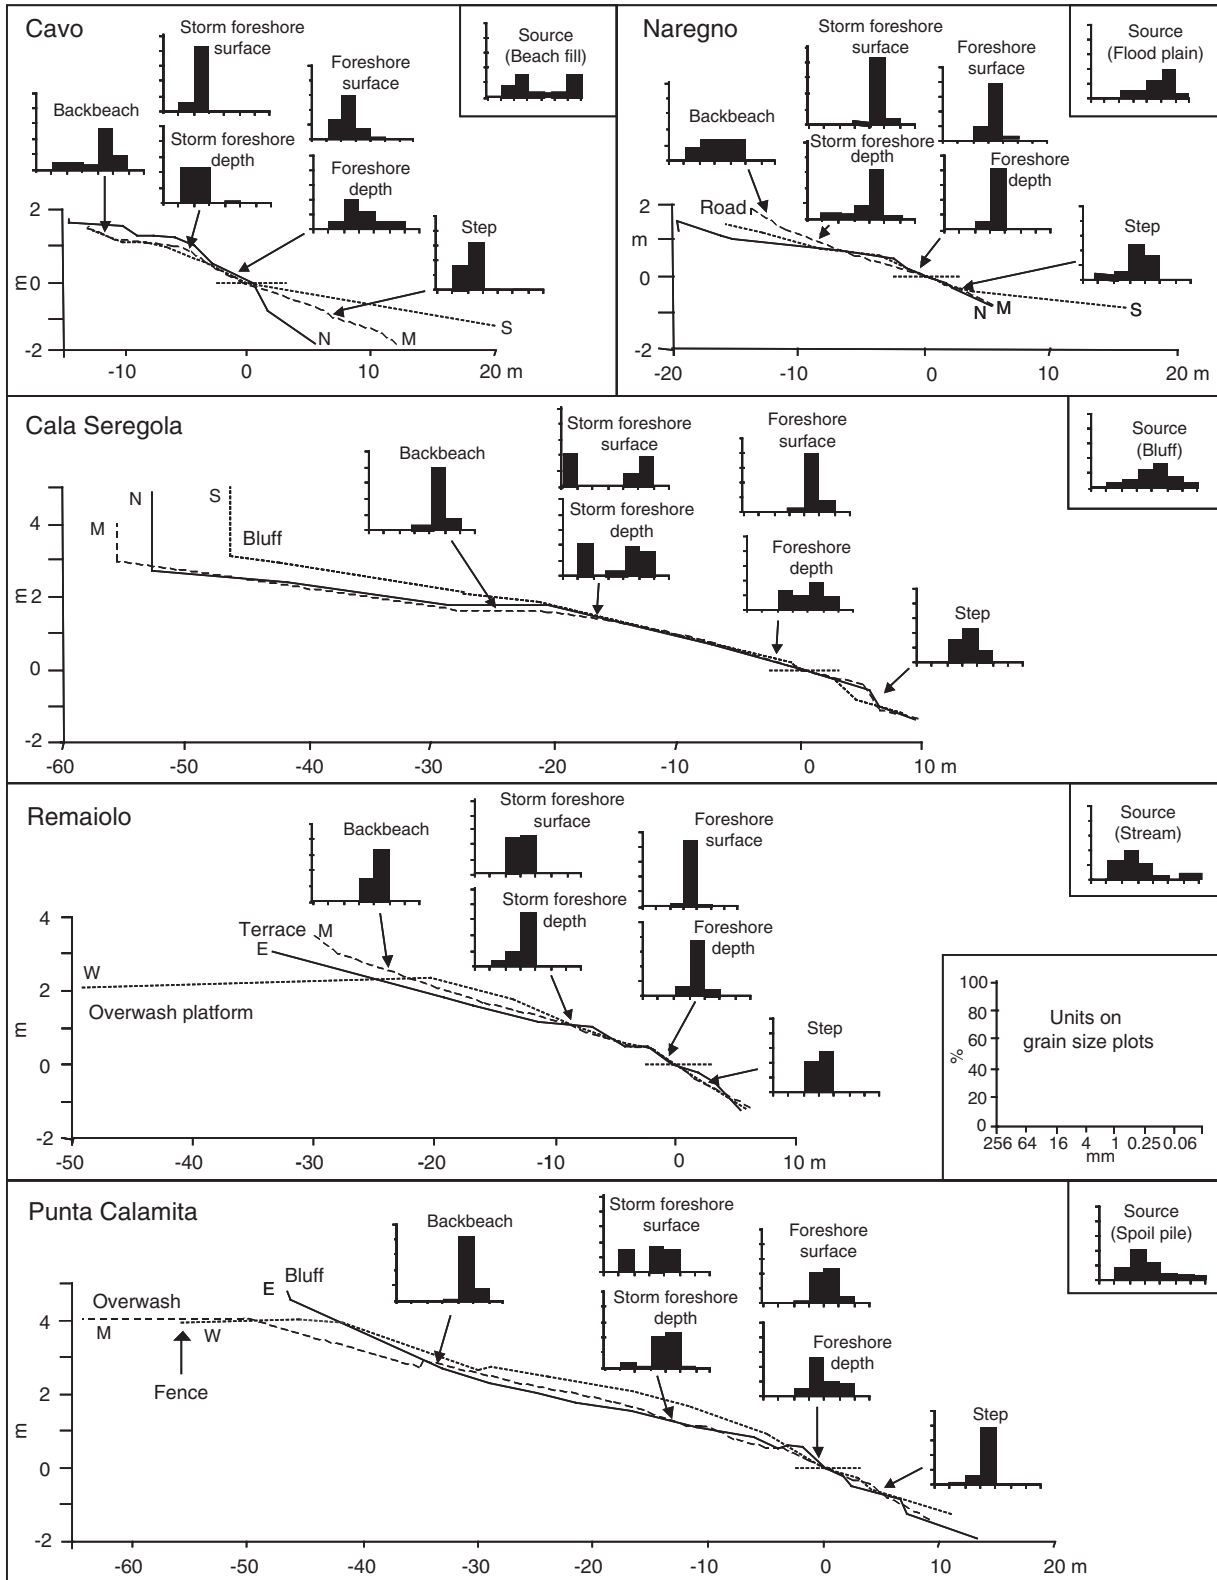 Cavo
Storm foreshore
surface
Source
(Beach fill)
Foreshore
surface
Backbeach
Storm foreshore
depth
Foreshore
depth
Step
2
1
m
0
-2
N
M
S
-10
0
10
20 m
Naregno
Storm foreshore
surface
Foreshore
surface
Source
(Flood plain)
Backbeach
Storm foreshore
depth
Foreshore
depth
Road
Step
2
m
0
-2
N
M
S
-20
-10
0
10
20 m
Cala Seregola
Storm foreshore
surface
Foreshore
surface
Source
(Bluff)
Backbeach
Storm foreshore
depth
Foreshore
depth
Step
M
N
S
Bluff
4
m
2
0
-2
-60
-50
-40
-30
-20
-10
0
10 m
Remaiolo
Storm foreshore
surface
Foreshore
surface
Source
(Stream)
Backbeach
Storm foreshore
depth
Foreshore
depth
Step
Terrace
M
E
W
Overwash platform
4
2
m
0
-2
-50
-40
-30
-20
-10
0
10 m
Units on
grain size plots
%
100
80
60
40
20
0
256
64
16
4
1
0.25
0.06
mm
Punta Calamita
Storm foreshore
surface
Foreshore
surface
Source
(Spoil pile)
Backbeach
Storm foreshore
depth
Foreshore
depth
Step
E
Bluff
Overwash
M
W
Fence
4
2
m
0
-2
-60
-50
-40
-30
-20
-10
0
10
20 m